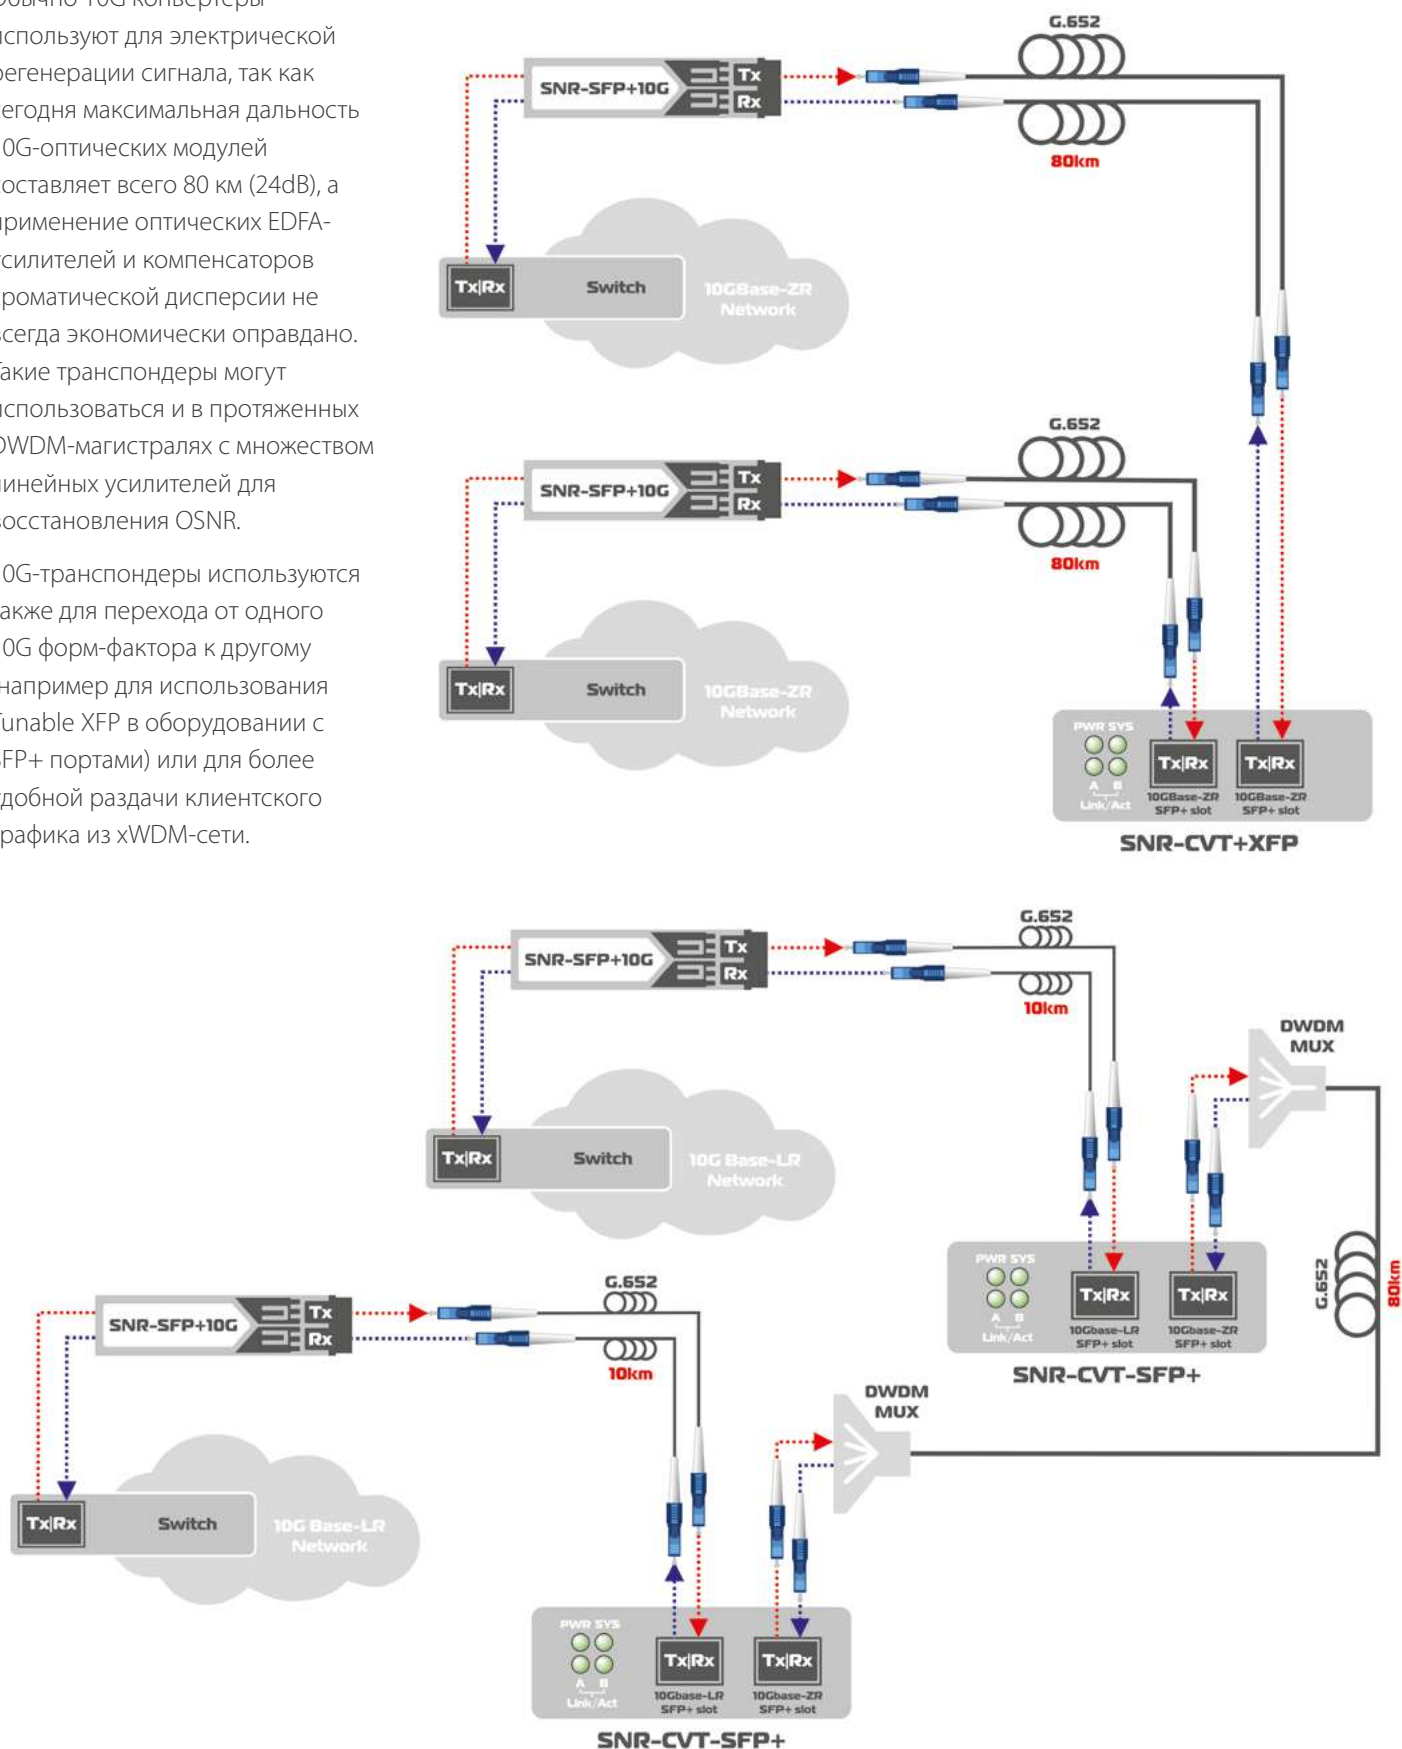 Обычно 10G конвертеры
используют для электрической
регенерации сигнала, так как
сегодня максимальная дальность
10G-оптических модулей
составляет всего 80 км (24dB), а
применение оптических EDFA-
усилителей и компенсаторов
хроматической дисперсии не
всегда экономически оправдано.
Такие транспондеры могут
использоваться и в протяженных
DWDM-магистралях с множеством
линейных усилителей для
восстановления OSNR.
10G-транспондеры используются
также для перехода от одного
10G форм-фактора к другому
(например для использования
Tunable XFP в оборудовании с
SFP+ портами) или для более
удобной раздачи клиентского
трафика из xWDM-сети.
G.652
SNR-SFP+10G
Tx
Rx
80km
Tx|Rx
Switch
10GBase-ZR
Network
G.652
SNR-SFP+10G
Tx
Rx
80km
Tx|Rx
Switch
10GBase-ZR
Network
PWR SYS
A B
Link/Act
Tx|Rx
Tx|Rx
10GBase-ZR
SFP+ slot
10GBase-ZR
SFP+ slot
SNR-CVT+XFP
G.652
SNR-SFP+10G
Tx
Rx
10km
DWDM
MUX
Tx|Rx
Switch
10G Base-LR
Network
PWR SYS
A B
Link/Act
Tx|Rx
Tx|Rx
10Gbase-LR
SFP+ slot
10Gbase-ZR
SFP+ slot
SNR-CVT-SFP+
G.652
80km
G.652
SNR-SFP+10G
Tx
Rx
10km
DWDM
MUX
Tx|Rx
Switch
10G Base-LR
Network
PWR SYS
A B
Link/Act
Tx|Rx
Tx|Rx
10Gbase-LR
SFP+ slot
10Gbase-ZR
SFP+ slot
SNR-CVT-SFP+